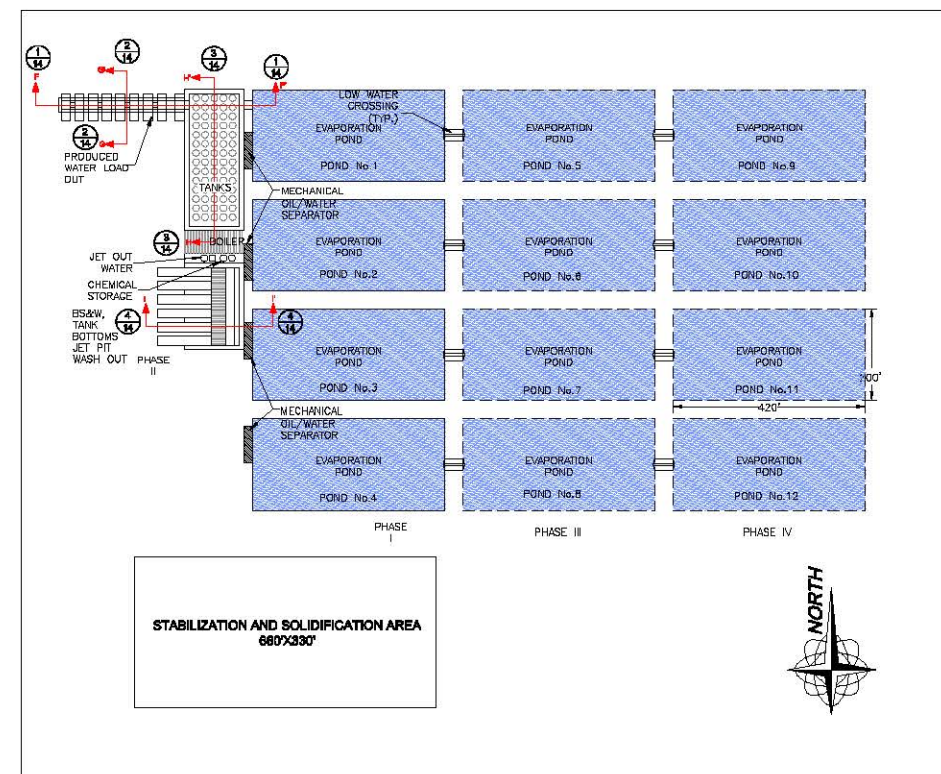 1
14
2
14
3
14
1
14
LOW WATER
CROSSING
(TYP.)
2
14
PRODUCED
WATER LOAD
OUT
TANKS
MECHANICAL
OIL/WATER
SEPARATOR
EVAPORATION
POND
POND No.1
EVAPORATION
POND
POND No.5
EVAPORATION
POND
POND No.9
3
14
BOILER
JET OUT
WATER
CHEMICAL
STORAGE
EVAPORATION
POND
POND No.2
EVAPORATION
POND
POND No.6
EVAPORATION
POND
POND No.10
BS&W,
TANK
BOTTOMS
JET PIT
WASH OUT
4
14
4
14
PHASE
II
EVAPORATION
POND
POND No.3
EVAPORATION
POND
POND No.7
EVAPORATION
POND
POND No.11
420'
MECHANICAL
OIL/WATER
SEPARATOR
EVAPORATION
POND
POND No.4
EVAPORATION
POND
POND No.8
EVAPORATION
POND
POND No.12
PHASE
I
PHASE III
PHASE IV
STABILIZATION AND SOLIDIFICATION AREA
660'X330'
NORTH